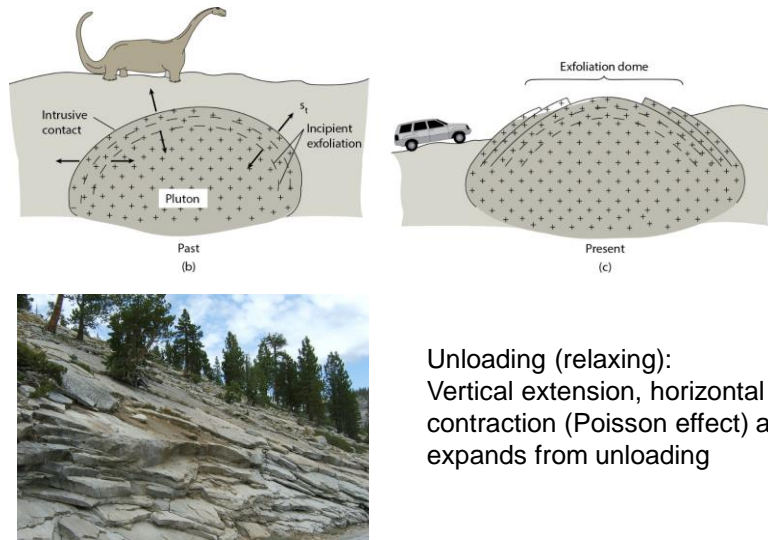 Intrusive
contact
s_t
Incipient
exfoliation
Pluton
Past
(b)
Exfoliation dome
Present
(c)
Unloading (relaxing):
Vertical extension, horizontal
contraction (Poisson effect) a
expands from unloading